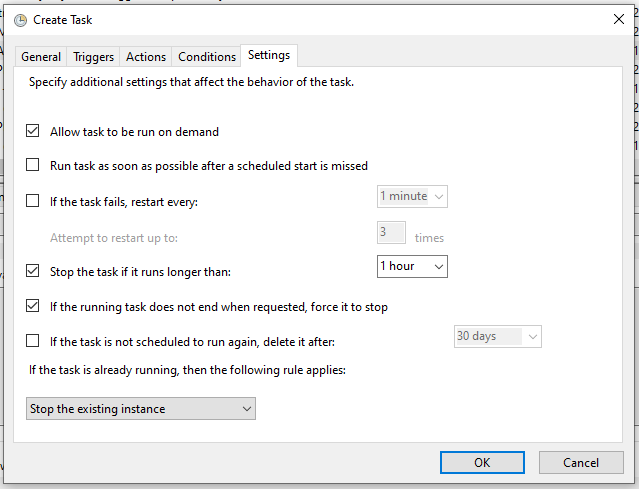 Create Task
General Triggers Actions Conditions Settings
Specify additional settings that affect the behavior of the task.
Allow task to be run on demand
Run task as soon as possible after a scheduled start is missed
If the task fails, restart every: 1 minute
Attempt to restart up to: 3 times
Stop the task if it runs longer than: 1 hour
If the running task does not end when requested, force it to stop
If the task is not scheduled to run again, delete it after: 30 days
If the task is already running, then the following rule applies:
Stop the existing instance
OK Cancel